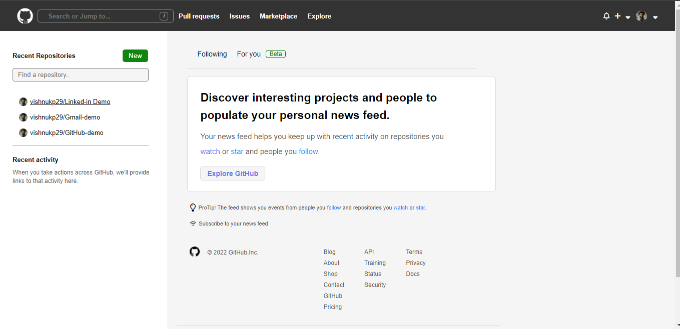 Search or Jump to...
/
Pull requests Issues Marketplace Explore
Recent Repositories New
Find a repository.
vishnukp29/Linked-in Demo
vishnukp29/Gmail-demo
vishnukp29/GitHub-demo
Recent activity
When you take actions across GitHub, we'll provide
links to that activity here.
Following For you Beta
Discover interesting projects and people to
populate your personal news feed.
Your news feed helps you keep up with recent activity on repositories you
watch or star and people you follow.
Explore GitHub
ProTip! The feed shows you events from people you follow and repositories you watch or star.
Subscribe to your news feed
© 2022 GitHub.Inc.
Blog API Terms
About Training Privacy
Shop Status Docs
Contact Security
GitHub
Pricing